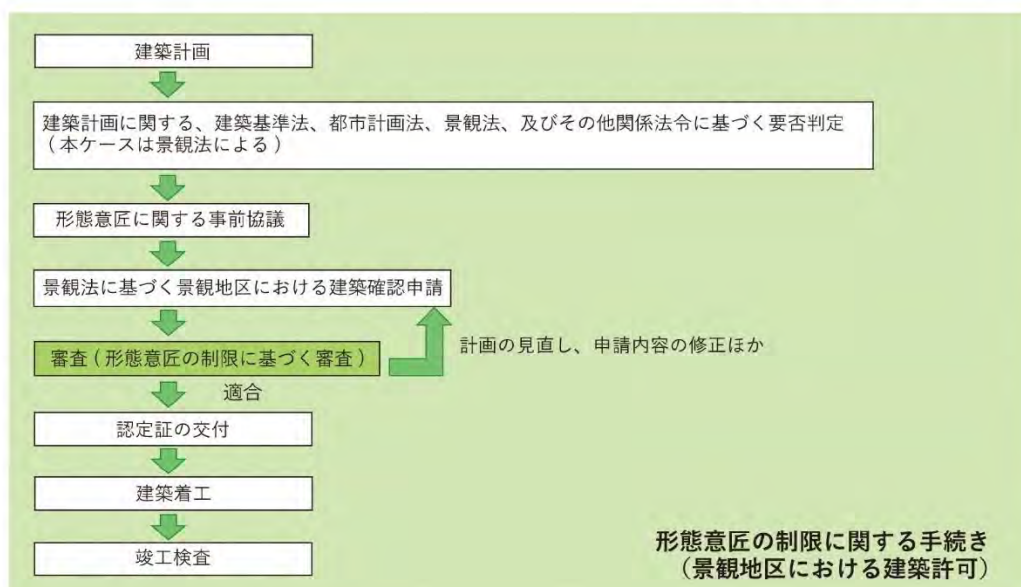 建築計画
建築計画に関する、建築基準法、都市計画法、景観法、及びその他関係法令に基づく要否判定
(本ケースは景観法による)
形態意匠に関する事前協議
景観法に基づく景観地区における建築確認申請
計画の見直し、申請内容の修正ほか
審査(形態意匠の制限に基づく審査)
適合
認定証の交付
建築着工
竣工検査
形態意匠の制限に関する手続き
(景観地区における建築許可)